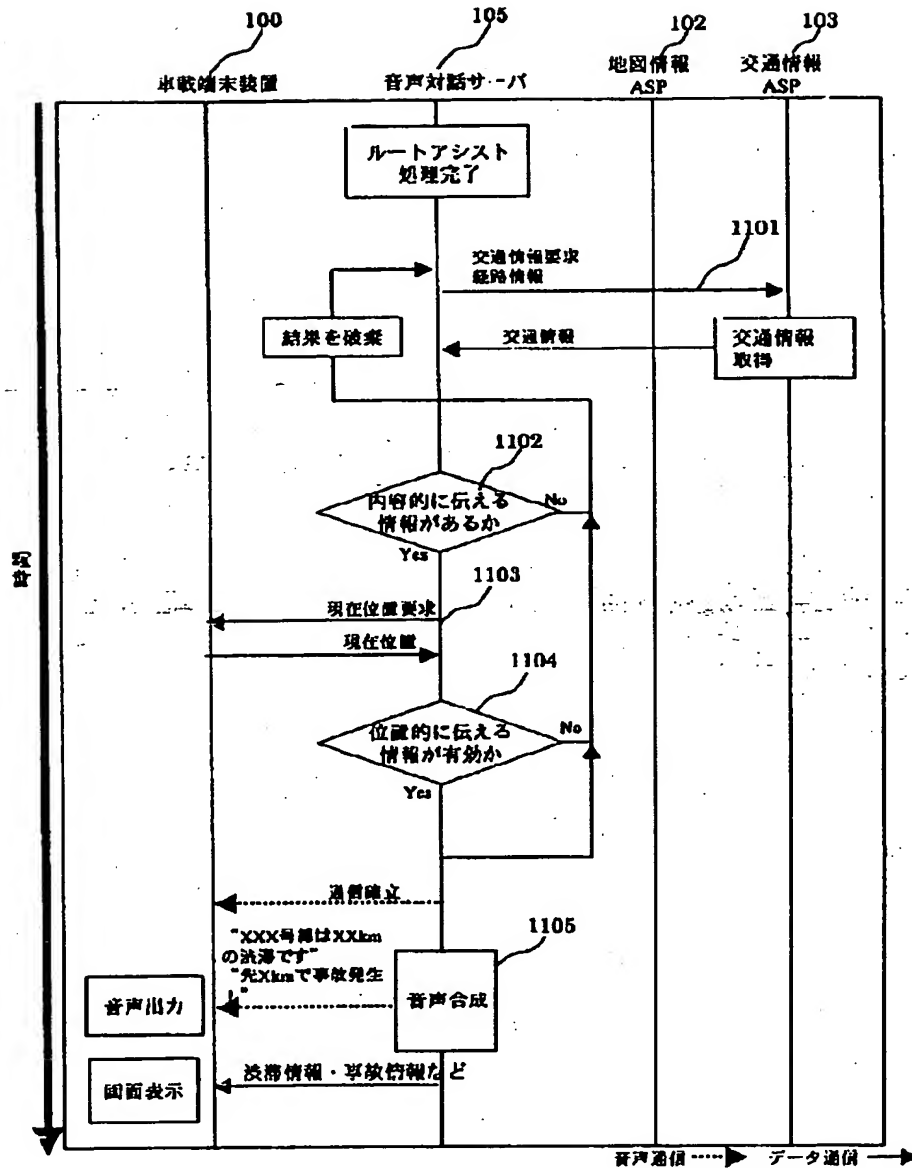 100
105
102
103
車載端末装置
音声対話サーバ
地図情報
ASP
交通情報
ASP
ルートアシスト
処理完了
1101
交通情報要求
経路情報
結果を破棄
交通情報
交通情報
取得
1102
内容的に伝える
情報があるか
No
Yes
時間
1103
現在位置要求
現在位置
1104
位置的に伝える
情報が有効か
No
Yes
通信確立
1105
"XXX号線はXXkm
の渋滞です"
"先Xkmで事故発生
"
音声出力
音声合成
渋滞情報・事故情報など
画面表示
音声通信
データ通信